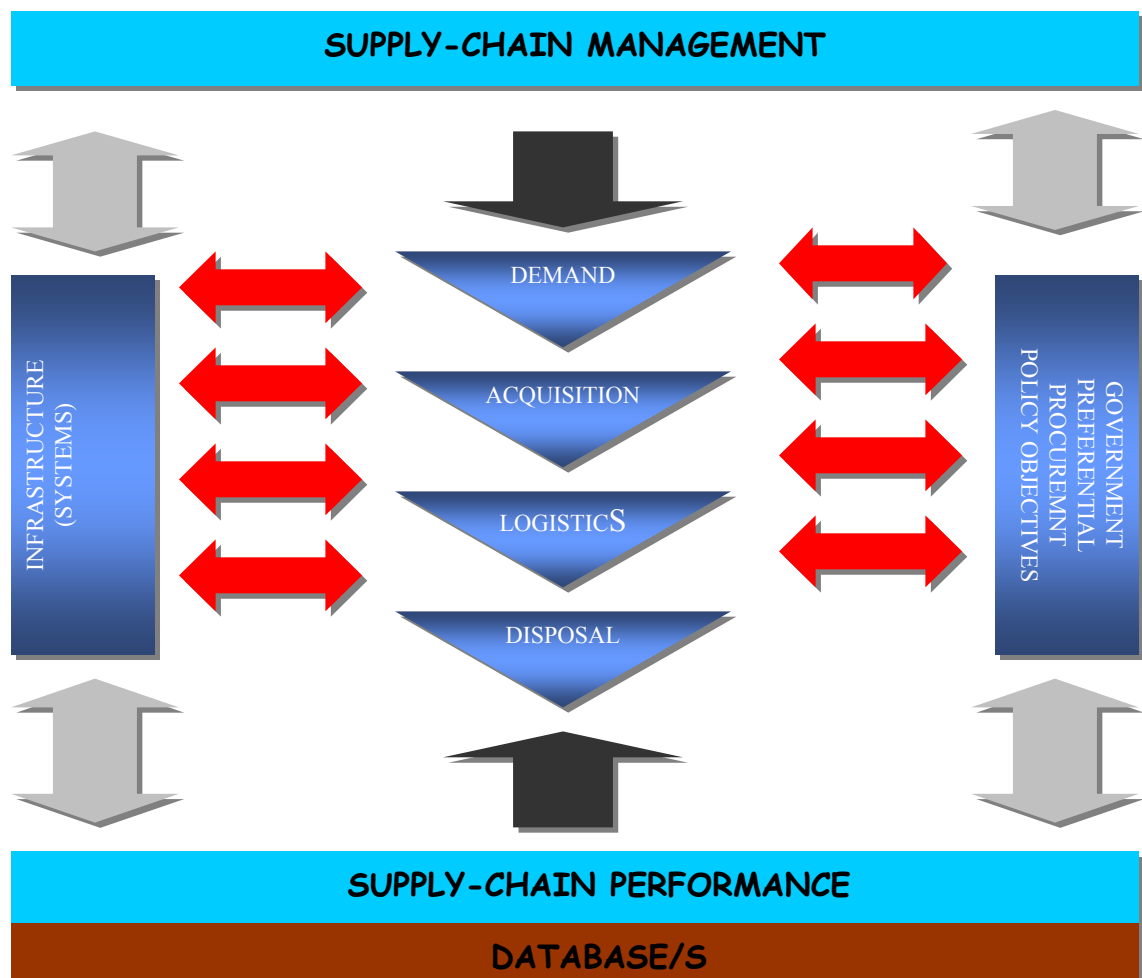 SUPPLY-CHAIN MANAGEMENT
DEMAND
ACQUISITION
LOGISTICS
DISPOSAL
INFRASTRUCTURE
(SYSTEMS)
GOVERNMENT
PREFERENTIAL
PROCUREMNT
POLICY OBJECTIVES
SUPPLY-CHAIN PERFORMANCE
DATABASE/S